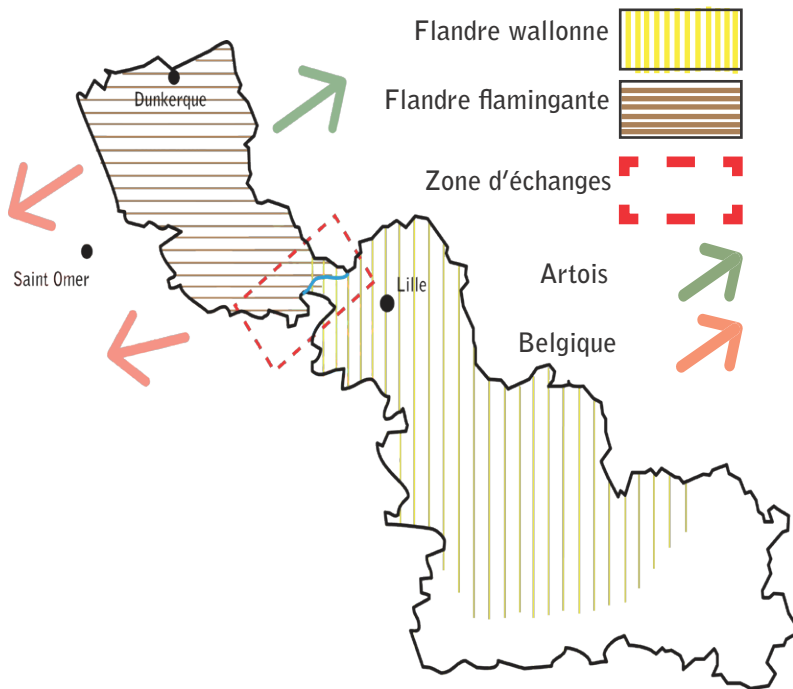 Flandre wallonne
Flandre flamingante
Zone d'échanges
Artois
Belgique
Dunkerque
Saint Omer
Lille